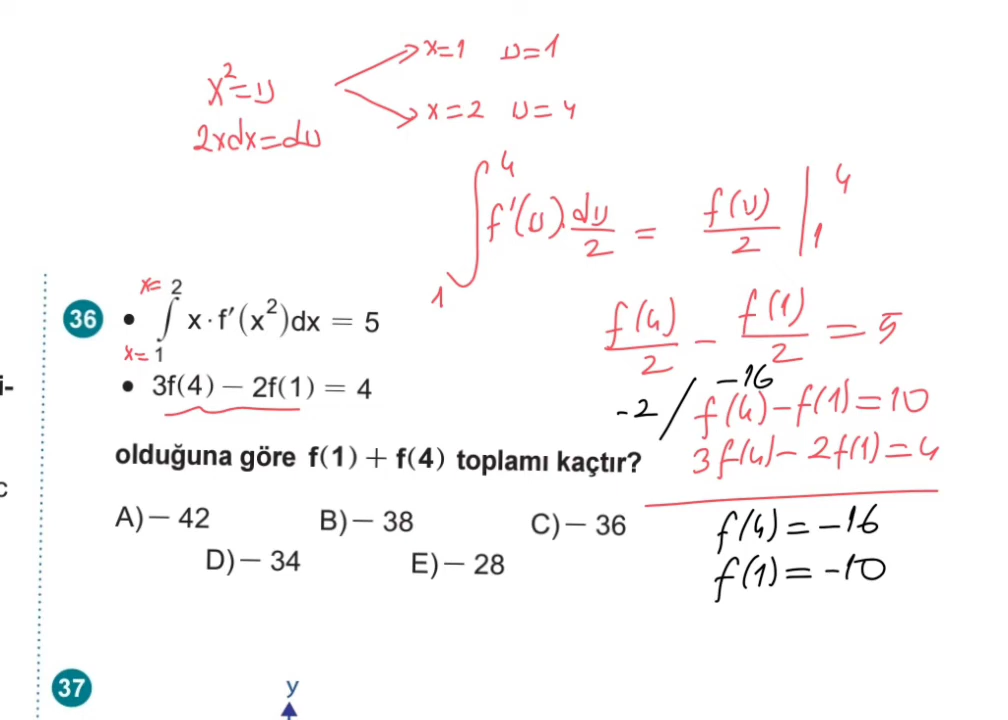 x²=u
2xdx=du
x=1 u=1
x=2 u=4
∫₁⁴ f'(u).du/2 = f(u)/2 |₁⁴
f(4)/2 - f(1)/2 = 5
-16
-2/ f(4)-f(1)=10
3f(4)-2f(1)=4
f(4)=-16
f(1)=-10
36
x= 2
• ∫ x·f′(x²)dx = 5
x= 1
• 3f(4) – 2f(1) = 4
olduğuna göre f(1) + f(4) toplamı kaçtır?
A) – 42 B) – 38 C) – 36
D) – 34 E) – 28
37
y
i-
c